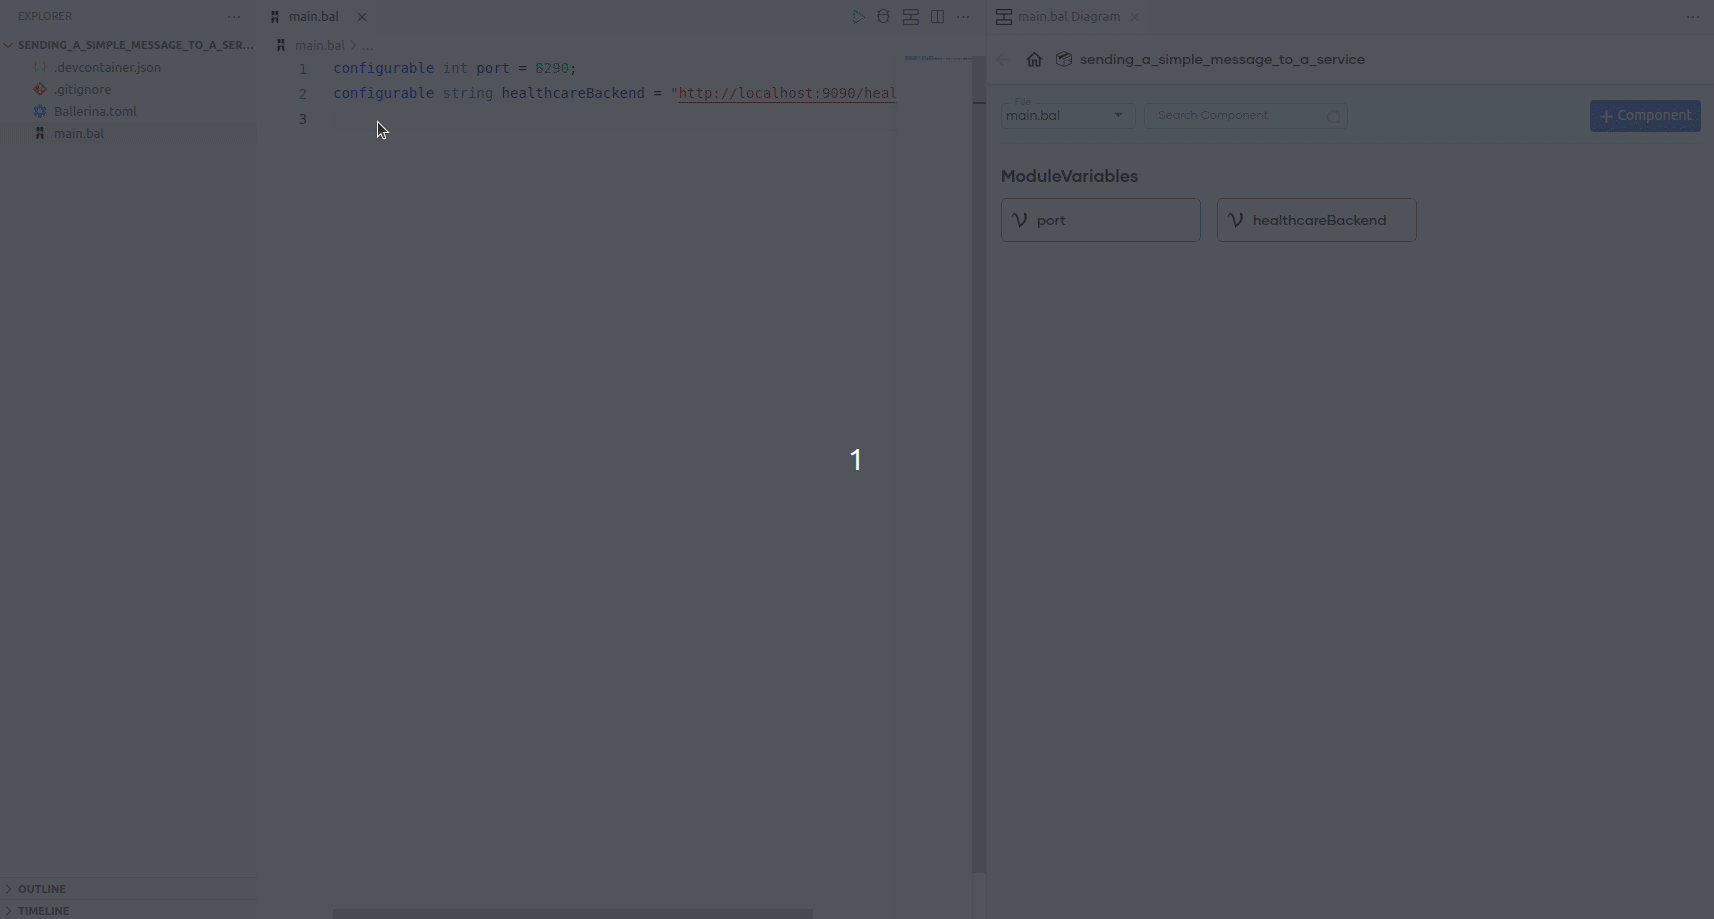 EXPLORER
SENDING_A_SIMPLE_MESSAGE_TO_A_SER...
.devcontainer.json
.gitignore
Ballerina.toml
main.bal
OUTLINE
TIMELINE
main.bal
main.bal > ...
1 configurable int port = 8290;
2 configurable string healthcareBackend = "http://localhost:9090/heal
3
1
main.bal Diagram
sending_a_simple_message_to_a_service
File
main.bal
Search Component
+ Component
ModuleVariables
port
healthcareBackend